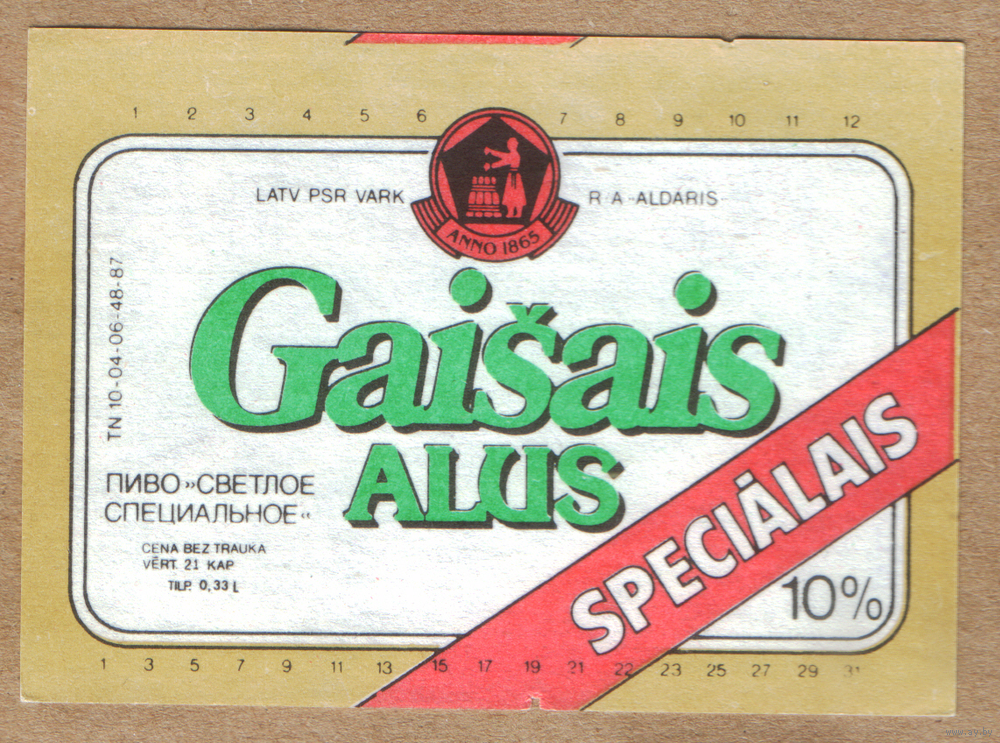 1 2 3 4 5 6 7 8 9 10 11 12
LATV PSR VARK R A ALDARIS
ANNO 1865
TN 10-04-06-48-87
Gaišais
ALUS
SPECIĀLAIS
ПИВО »СВЕТЛОЕ
СПЕЦИАЛЬНОЕ«
CENA BEZ TRAUKA
VĒRT. 21 KAP
TILP. 0,33 L
10%
1 3 5 7 9 11 13 15 17 19 21 22 23 25 27 29 31